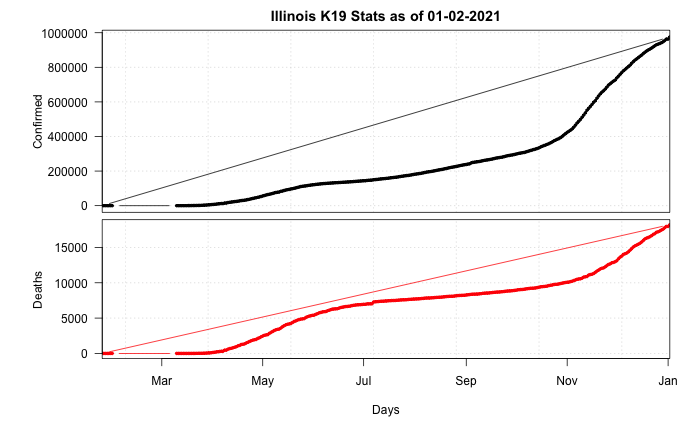 Illinois K19 Stats as of 01-02-2021
1000000
800000
600000
400000
200000
0
Confirmed
15000
10000
5000
0
Deaths
Mar May Jul Sep Nov Jan
Days